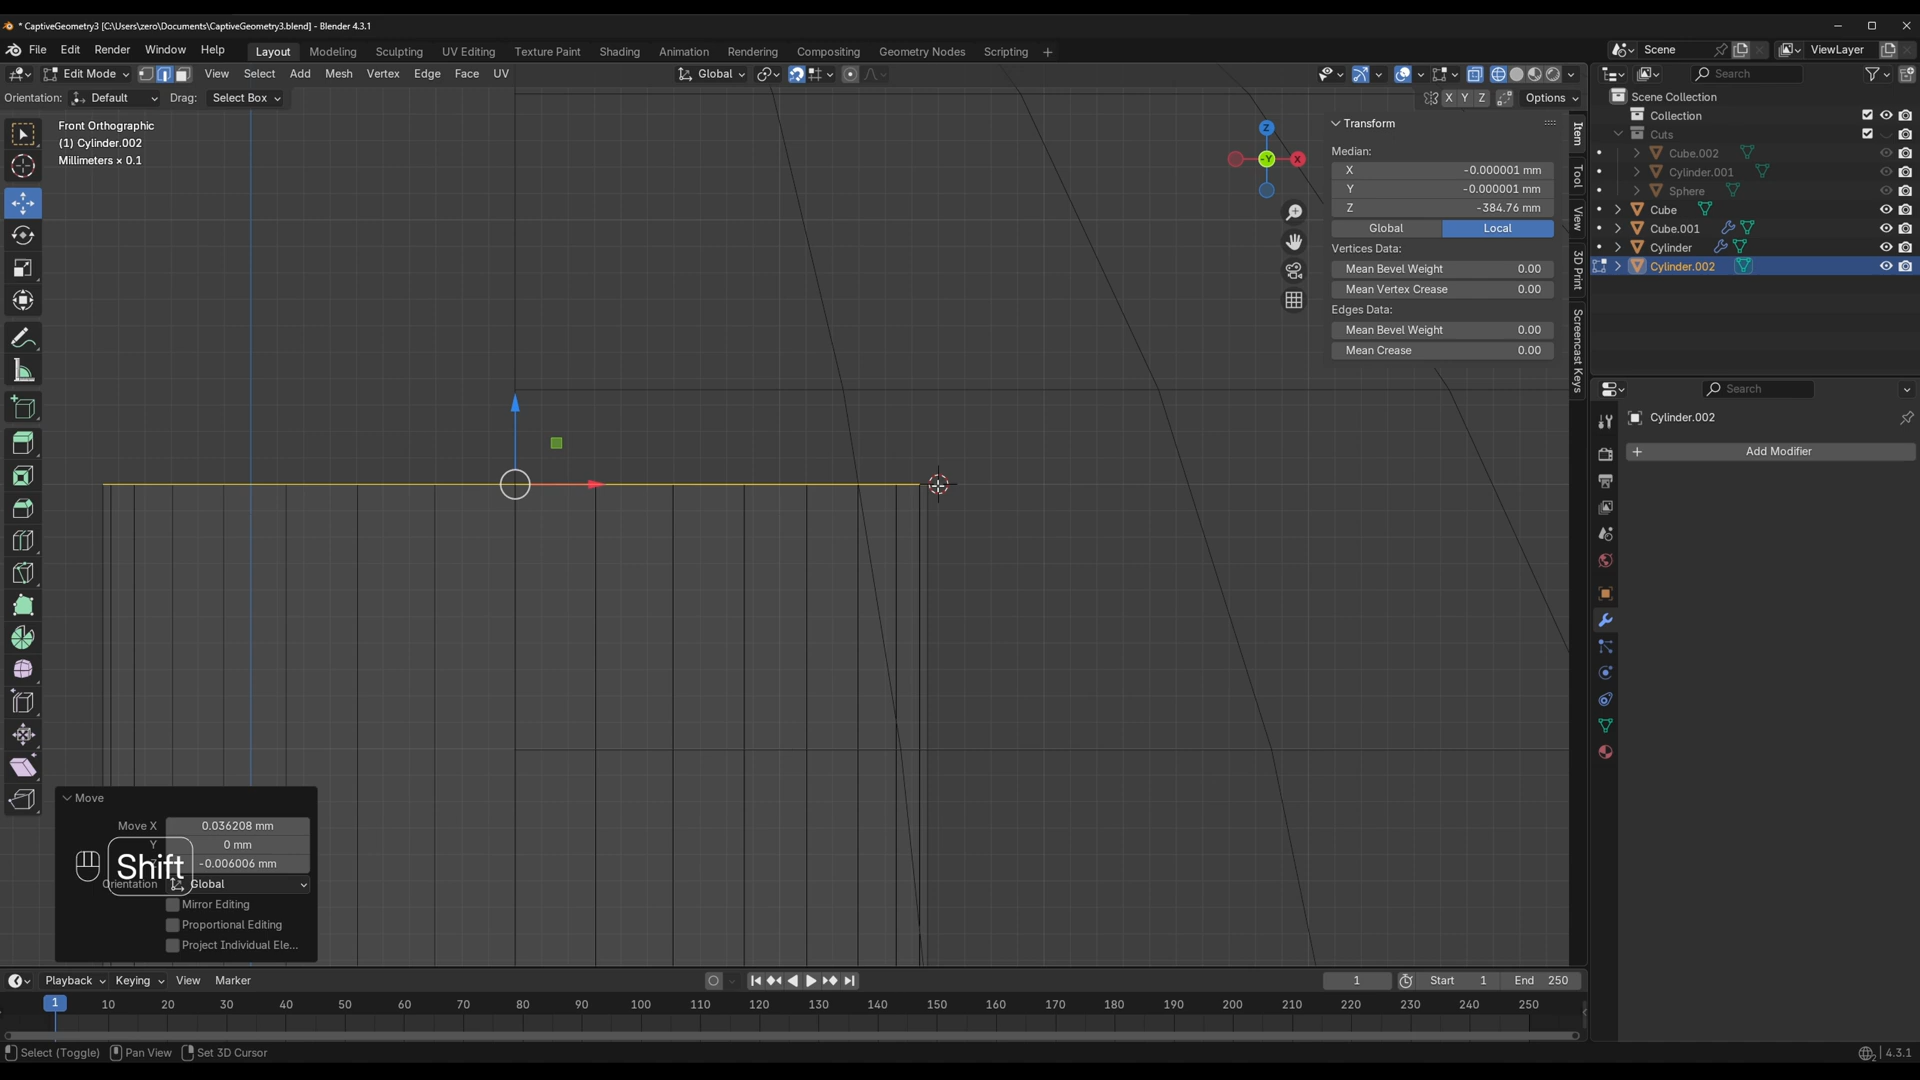 * CaptiveGeometry3 [C:\Users\zero\Documents\CaptiveGeometry3.blend] - Blender 4.3.1
File Edit Render Window Help Layout Modeling Sculpting UV Editing Texture Paint Shading Animation Rendering Compositing Geometry Nodes Scripting + Scene ViewLayer
Edit Mode View Select Add Mesh Vertex Edge Face UV Global Search
Orientation: Default Drag: Select Box X Y Z Options
Scene Collection
Collection
Cuts
Cube.002
Cylinder.001
Sphere
Cube
Cube.001
Cylinder
Cylinder.002
Front Orthographic
(1) Cylinder.002
Millimeters × 0.1
Z
-Y
X
Transform
Median:
X -0.000001 mm
Y -0.000001 mm
Z -384.76 mm
Global Local
Vertices Data:
Mean Bevel Weight 0.00
Mean Vertex Crease 0.00
Edges Data:
Mean Bevel Weight 0.00
Mean Crease 0.00
Item
Tool
View
3D Print
Screencast Keys
Search
Cylinder.002
+ Add Modifier
Move
Move X 0.036208 mm
Y 0 mm
-0.006006 mm
Shift
Orientation Global
Mirror Editing
Proportional Editing
Project Individual Ele...
Playback Keying View Marker 1 Start 1 End 250
1 10 20 30 40 50 60 70 80 90 100 110 120 130 140 150 160 170 180 190 200 210 220 230 240 250
Select (Toggle) Pan View Set 3D Cursor 4.3.1